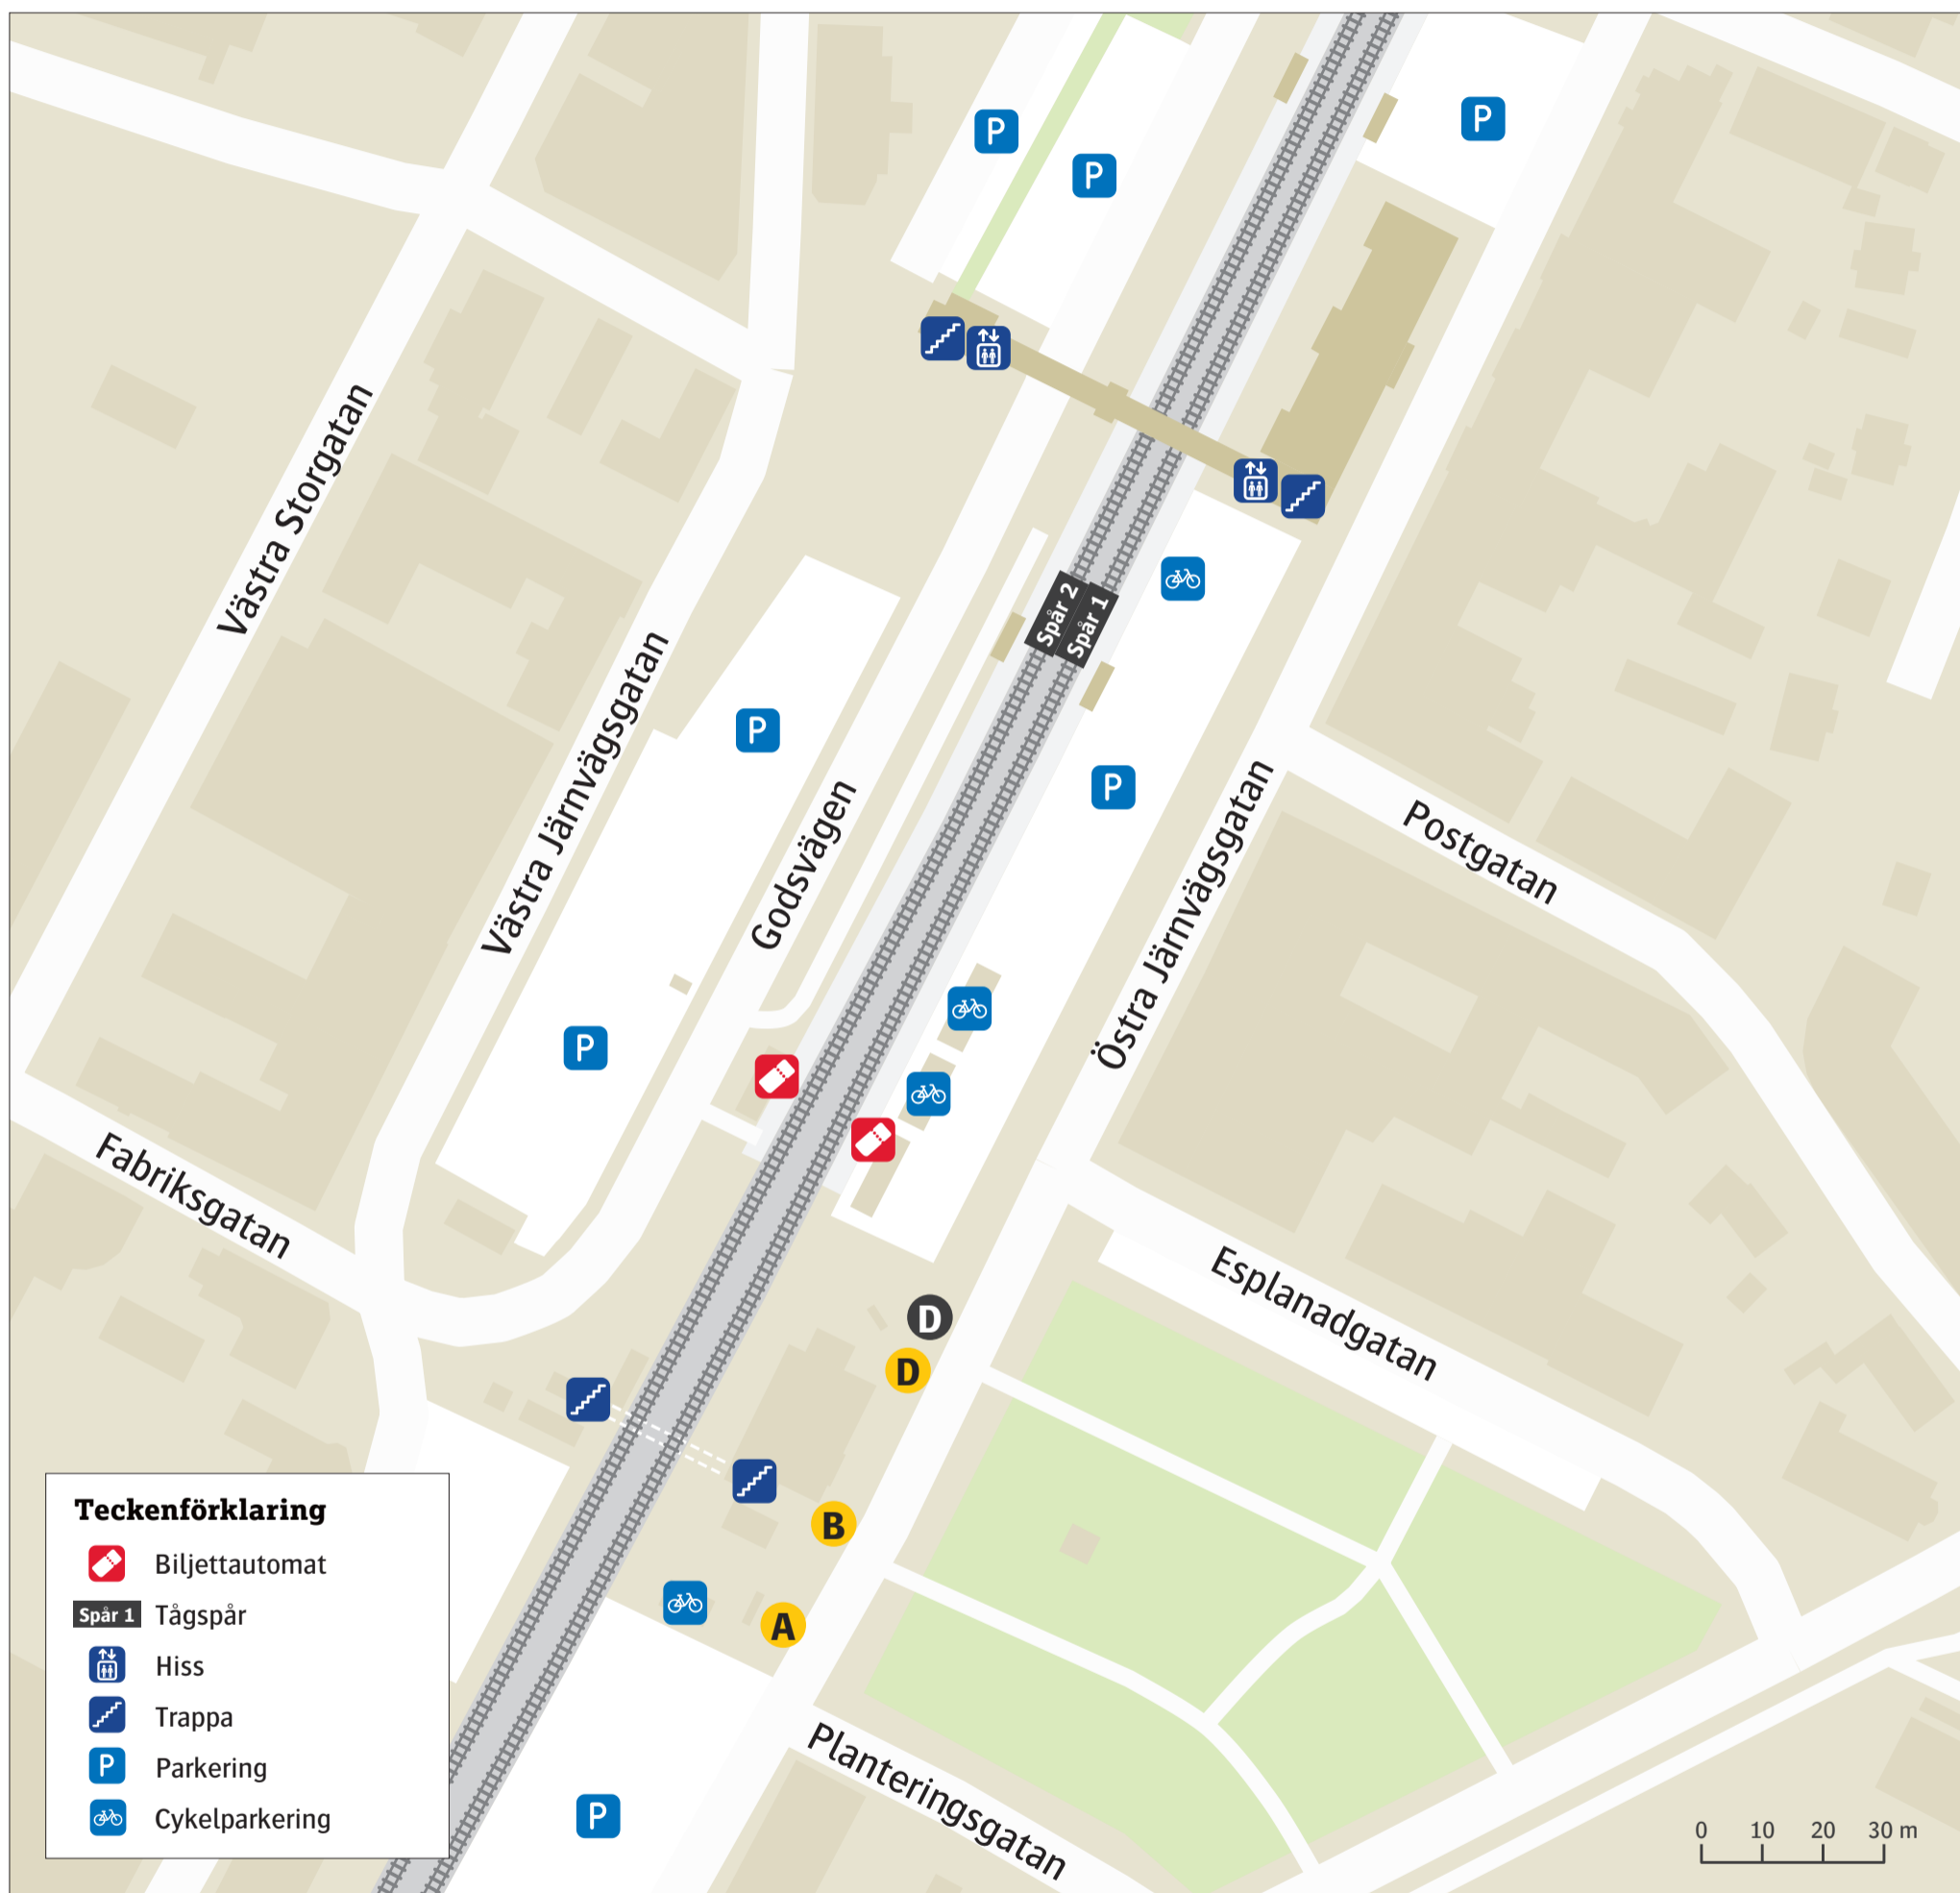 P
P
P
Västra Storgatan
Spår 2
Spår 1
Västra Järnvägsgatan
P
P
Godsvägen
Östra Järnvägsgatan
Postgatan
P
Fabriksgatan
Esplanadgatan
D
D
B
A
Planteringsgatan
P
Teckenförklaring
Biljettautomat
Spår 1 Tågspår
Hiss
Trappa
P Parkering
Cykelparkering
0 10 20 30 m